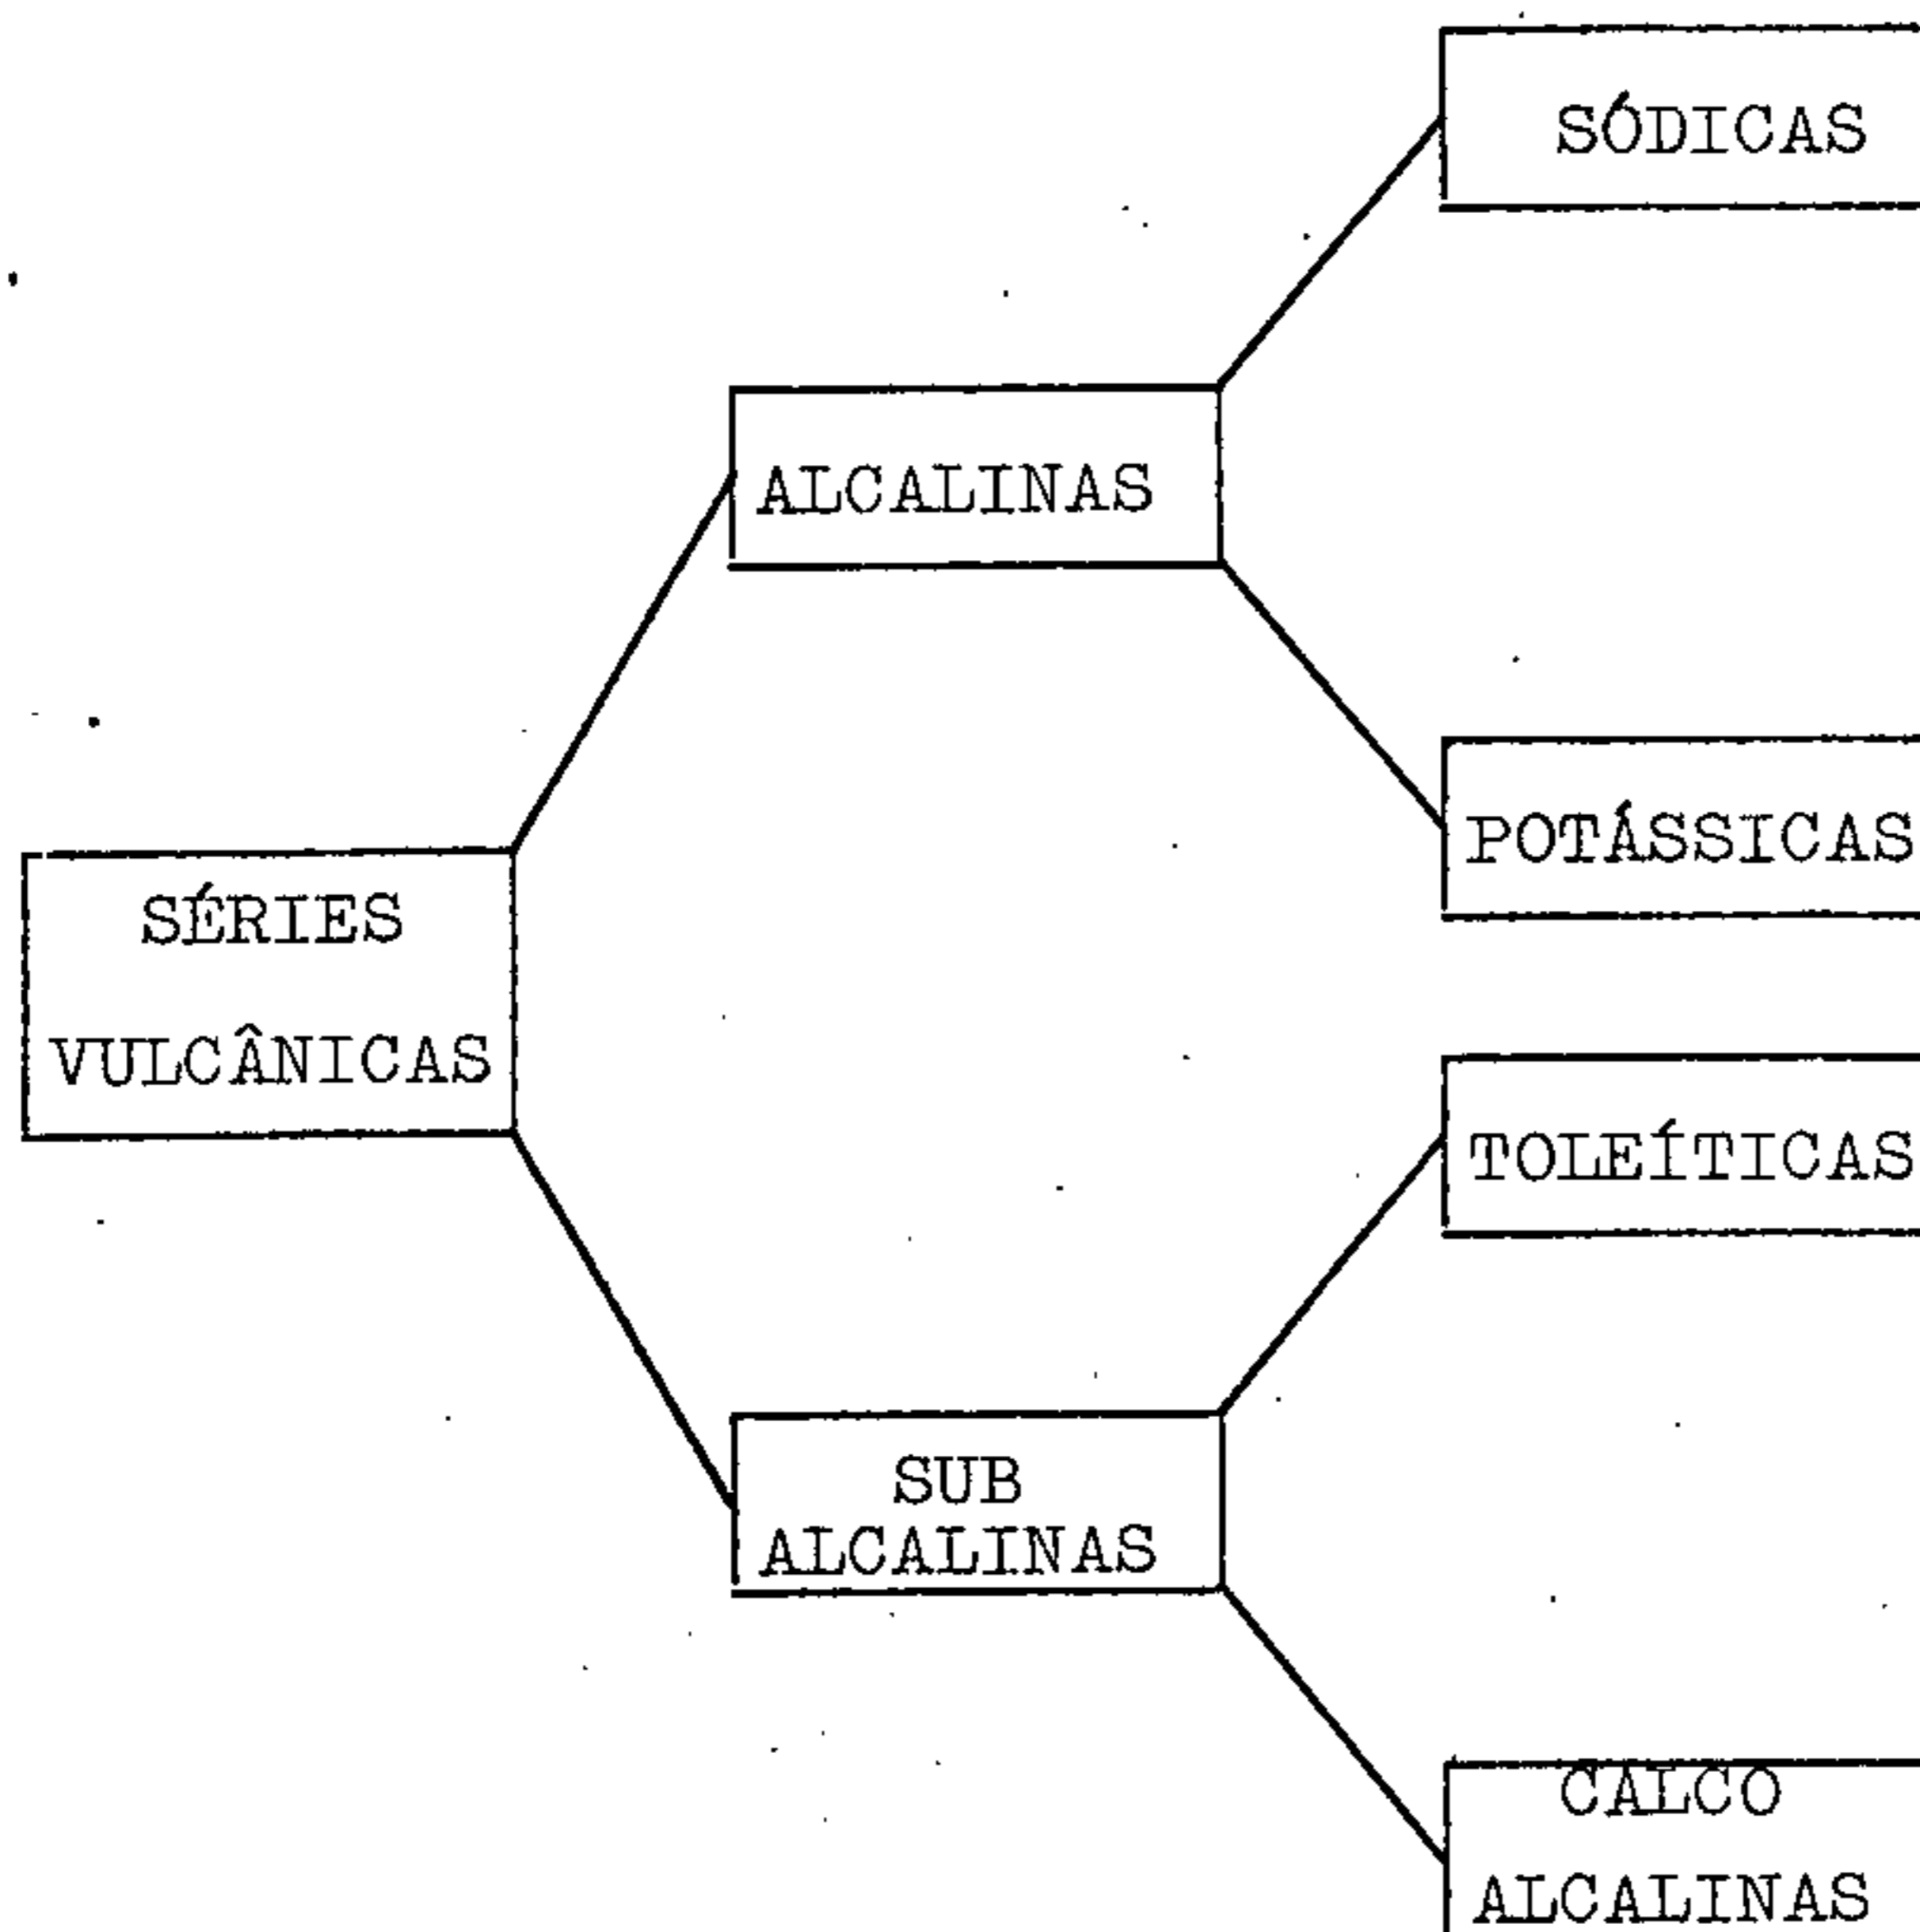 SÓDICAS
ALCALINAS
POTÁSSICAS
SÉRIES
VULCÂNICAS
TOLEÍTICAS
SUB
ALCALINAS
CALCO
ALCALINAS